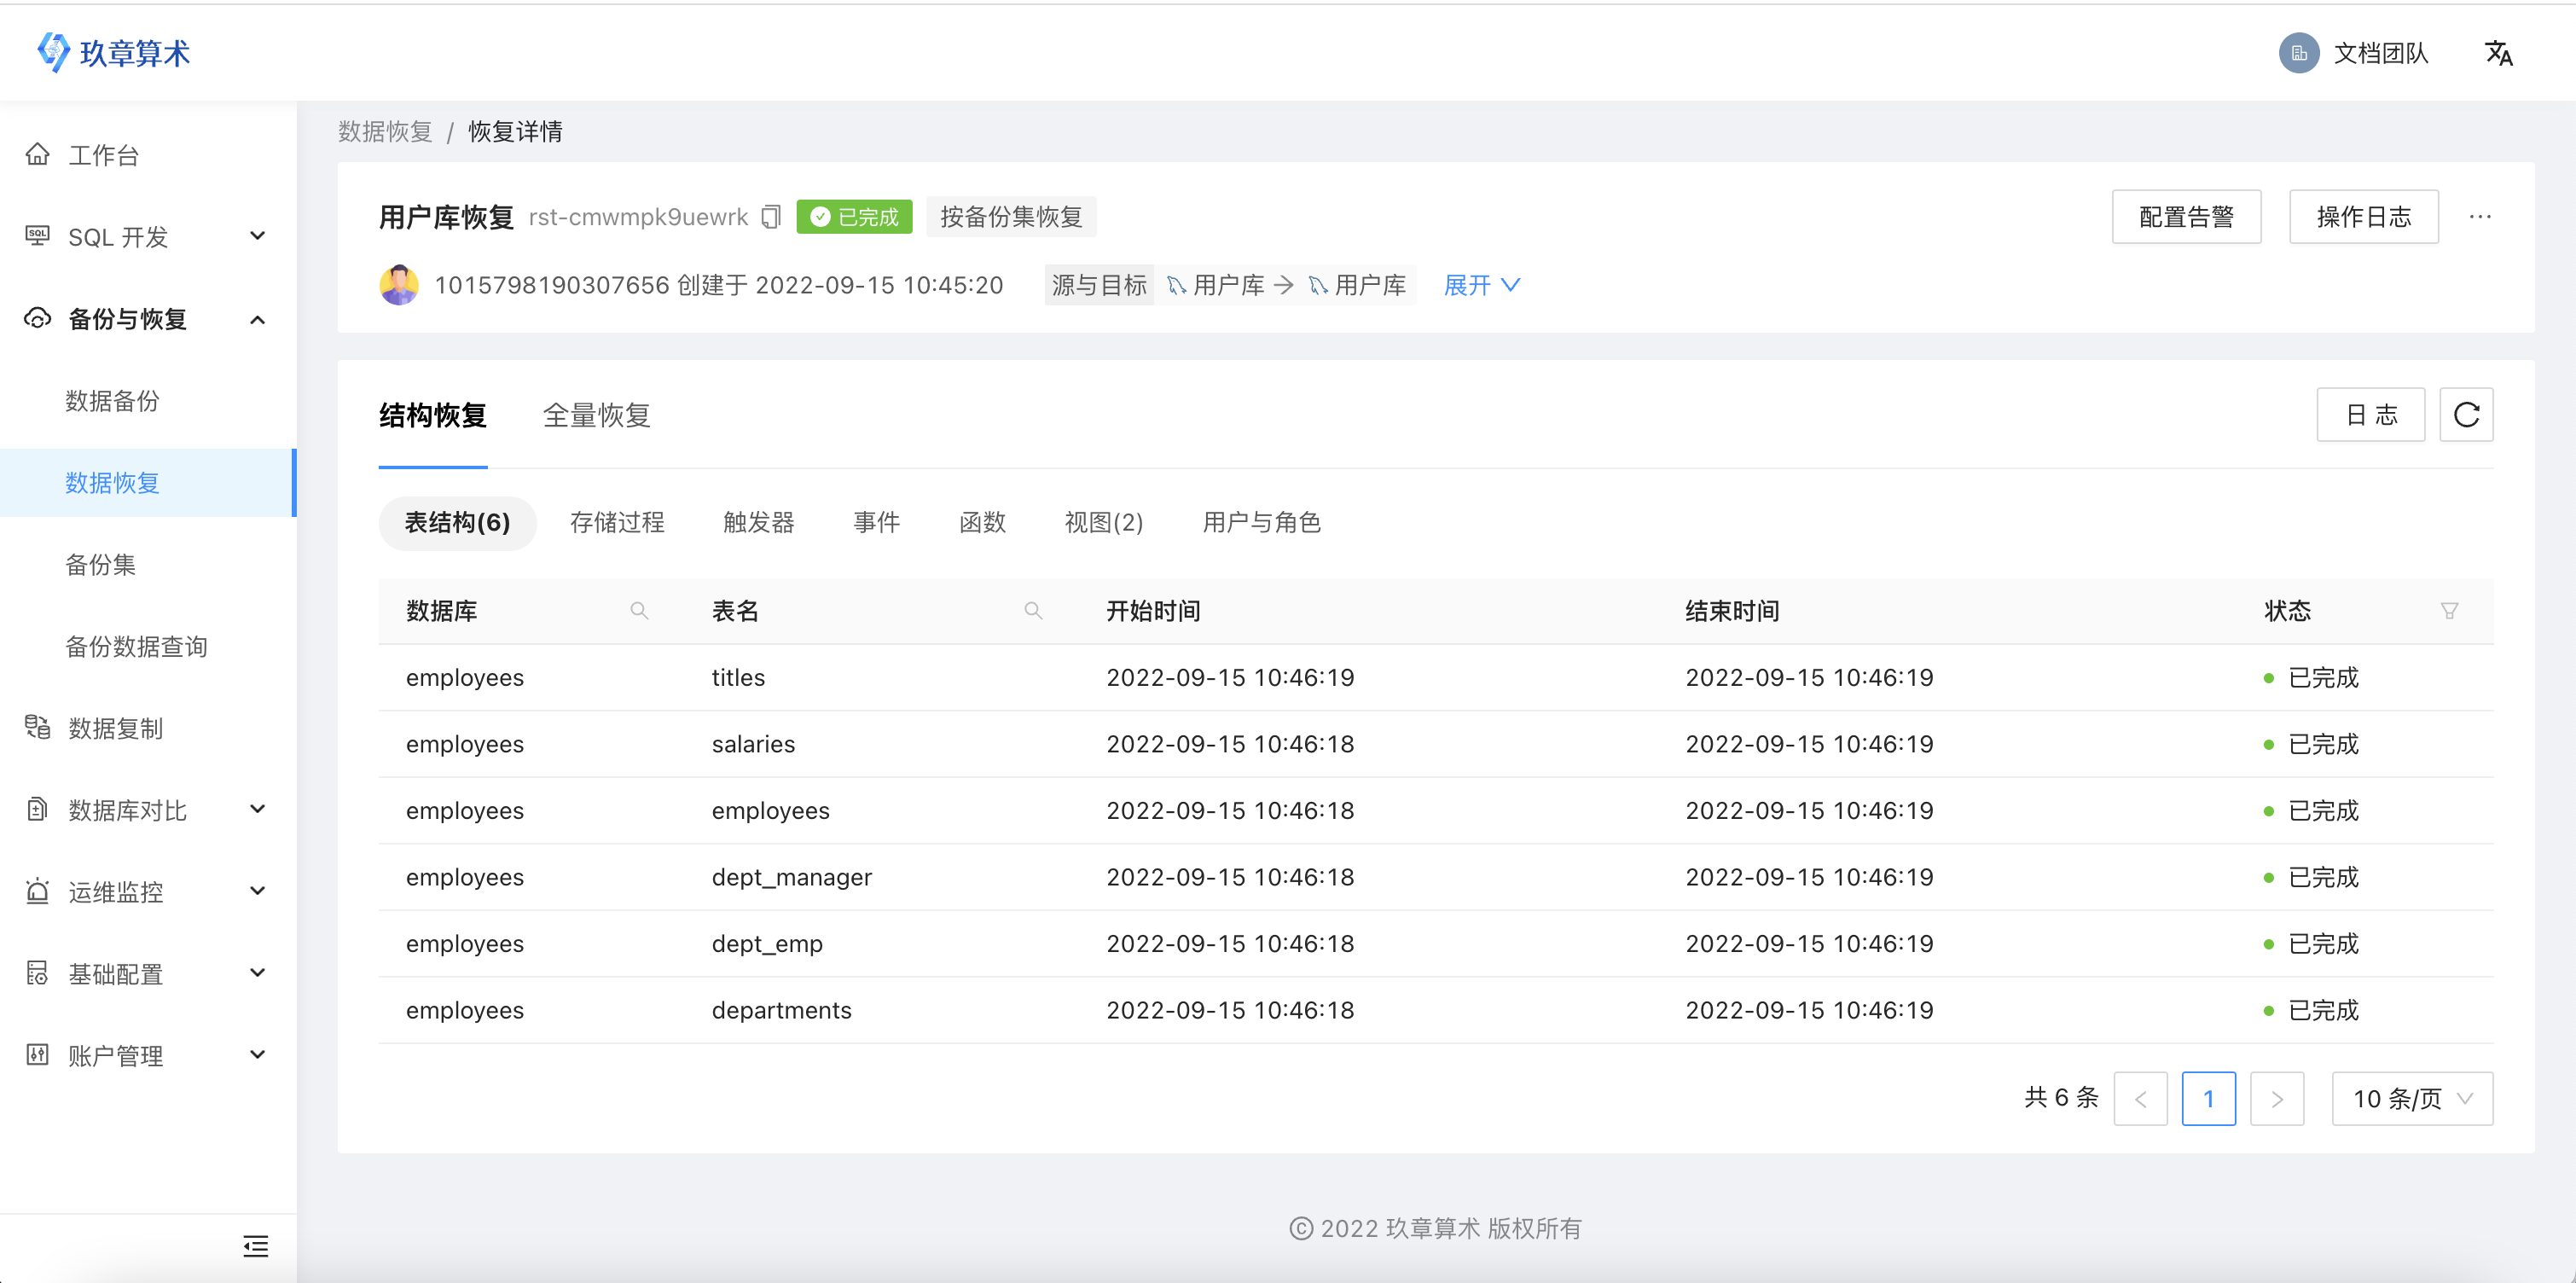 玖章算术
文档团队
工作台
SQL 开发
备份与恢复
数据备份
数据恢复
备份集
备份数据查询
数据复制
数据库对比
运维监控
基础配置
账户管理
数据恢复 / 恢复详情
用户库恢复 rst-cmwmpk9uewrk 已完成 按备份集恢复
配置告警 操作日志 ...
1015798190307656 创建于 2022-09-15 10:45:20 源与目标 用户库 → 用户库 展开
结构恢复 全量恢复
日 志
表结构(6) 存储过程 触发器 事件 函数 视图(2) 用户与角色
数据库 表名 开始时间 结束时间 状态
employees titles 2022-09-15 10:46:19 2022-09-15 10:46:19 已完成
employees salaries 2022-09-15 10:46:18 2022-09-15 10:46:19 已完成
employees employees 2022-09-15 10:46:18 2022-09-15 10:46:19 已完成
employees dept_manager 2022-09-15 10:46:18 2022-09-15 10:46:19 已完成
employees dept_emp 2022-09-15 10:46:18 2022-09-15 10:46:19 已完成
employees departments 2022-09-15 10:46:18 2022-09-15 10:46:19 已完成
共 6 条 < 1 > 10 条/页
© 2022 玖章算术 版权所有